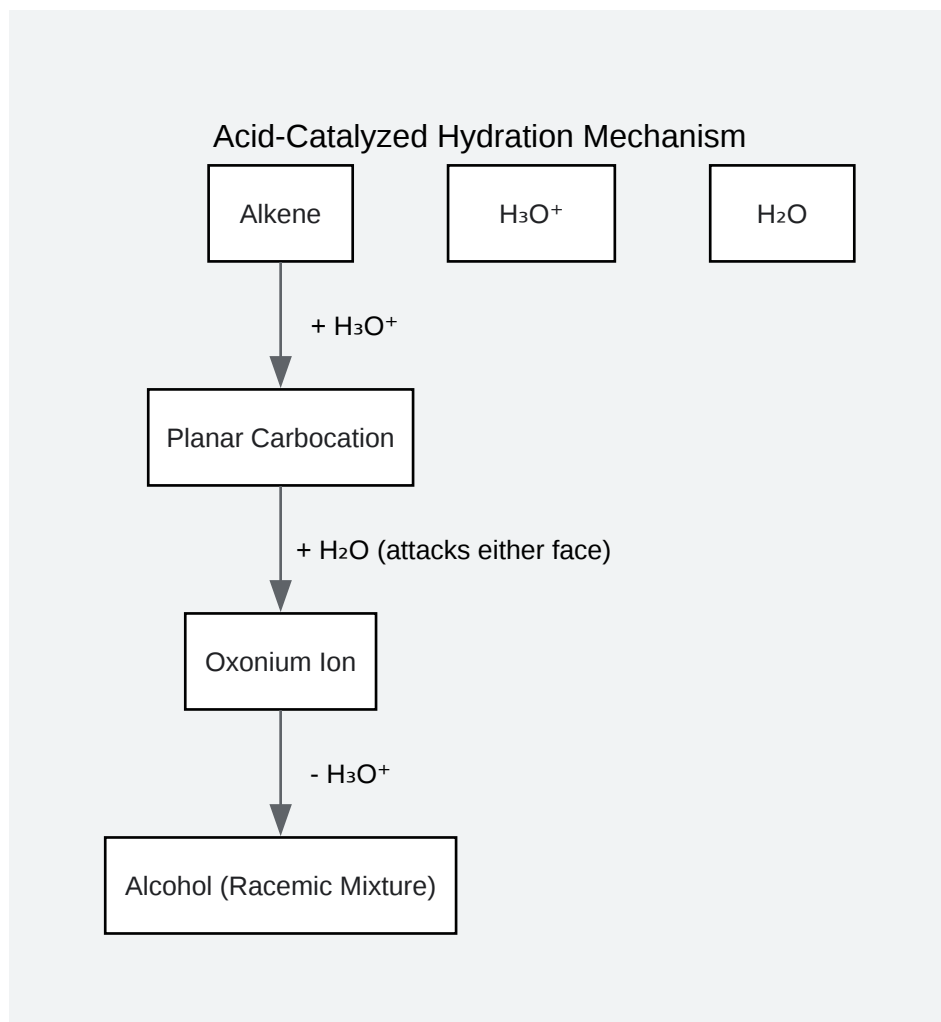 Acid-Catalyzed Hydration Mechanism
Alkene
H₃O⁺
H₂O
+ H₃O⁺
Planar Carbocation
+ H₂O (attacks either face)
Oxonium Ion
- H₃O⁺
Alcohol (Racemic Mixture)